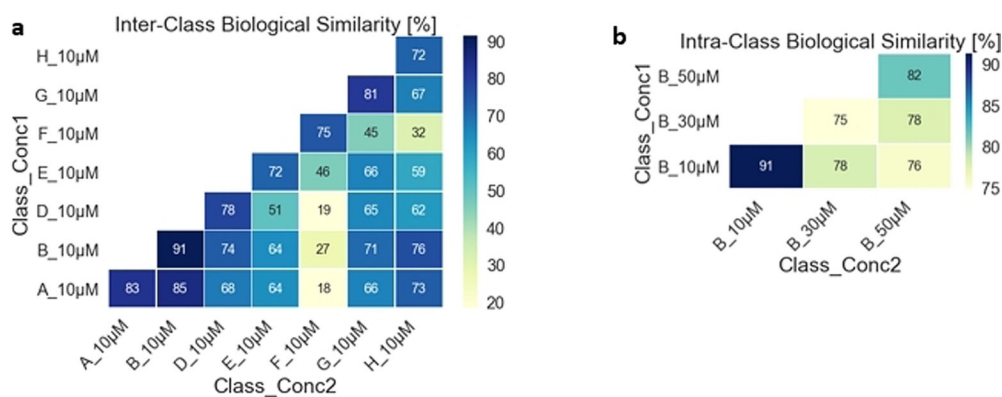 a
Inter-Class Biological Similarity [%]
H_10µM 72
G_10µM 81 67
F_10µM 75 45 32
E_10µM 72 46 66 59
D_10µM 78 51 19 65 62
B_10µM 91 74 64 27 71 76
A_10µM 83 85 68 64 18 66 73
A_10µM B_10µM D_10µM E_10µM F_10µM G_10µM H_10µM
Class_Conc2
Class_Conc1
90
80
70
60
50
40
30
20
b
Intra-Class Biological Similarity [%]
B_50µM 82
B_30µM 75 78
B_10µM 91 78 76
B_10µM B_30µM B_50µM
Class_Conc2
Class_Conc1
90
85
80
75